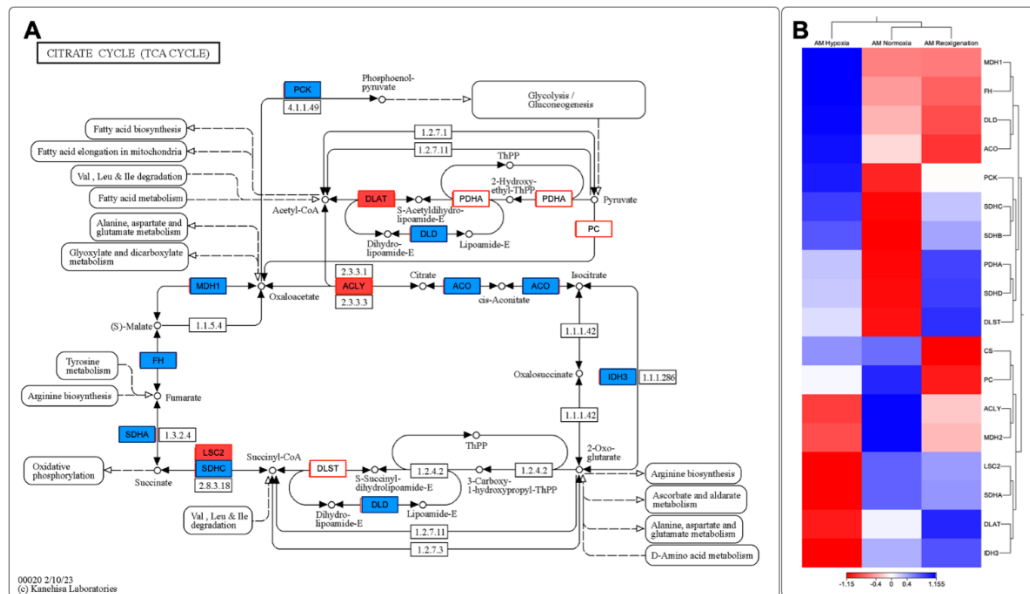 A
CITRATE CYCLE (TCA CYCLE)
PCK
4.1.1.49
Phosphoenol-
pyruvate
Glycolysis /
Gluconeogenesis
Fatty acid biosynthesis
Fatty acid elongation in mitochondria
Val , Leu & Ile degradation
Fatty acid metabolism
Alanine, aspartate and
glutamate metabolism
Glyoxylate and dicarboxylate
metabolism
1.2.7.1
1.2.7.11
ThPP
2-Hydroxy-
ethyl-ThPP
Acetyl-CoA
DLAT
S-Acetyldihydro-
lipoamide-E
PDHA
PDHA
Pyruvate
Dihydro-
lipoamide-E
DLD
Lipoamide-E
PC
MDH1
Oxaloacetate
2.3.3.1
ACLY
2.3.3.3
Citrate
ACO
cis-Aconitate
ACO
Isocitrate
(S)-Malate
1.1.5.4
1.1.1.42
FH
Tyrosine
metabolism
Arginine biosynthesis
Fumarate
Oxalosuccinate
IDH3
1.1.1.286
1.1.1.42
SDHA
1.3.2.4
LSC2
SDHC
2.8.3.18
Oxidative
phosphorylation
Succinate
Succinyl-CoA
DLST
S-Succinyl-
dihydrolipoamide-E
ThPP
1.2.4.2
3-Carboxy-
1-hydroxypropyl-ThPP
1.2.4.2
2-Oxo-
glutarate
Val , Leu & Ile
degradation
Dihydro-
lipoamide-E
DLD
Lipoamide-E
1.2.7.11
1.2.7.3
Arginine biosynthesis
Ascorbate and aldarate
metabolism
Alanine, aspartate and
glutamate metabolism
D-Amino acid metabolism
00020 2/10/23
(c) Kanehisa Laboratories
B
AM Hypoxia AM Normoxia AM Reoxigenation
MDH1
FH
DLD
ACO
PCK
SDHC
SDHB
PDHA
SDHD
DLST
CS
PC
ACLY
MDH2
LSC2
SDHA
DLAT
IDH3
-1.15 0 0.4 1.155